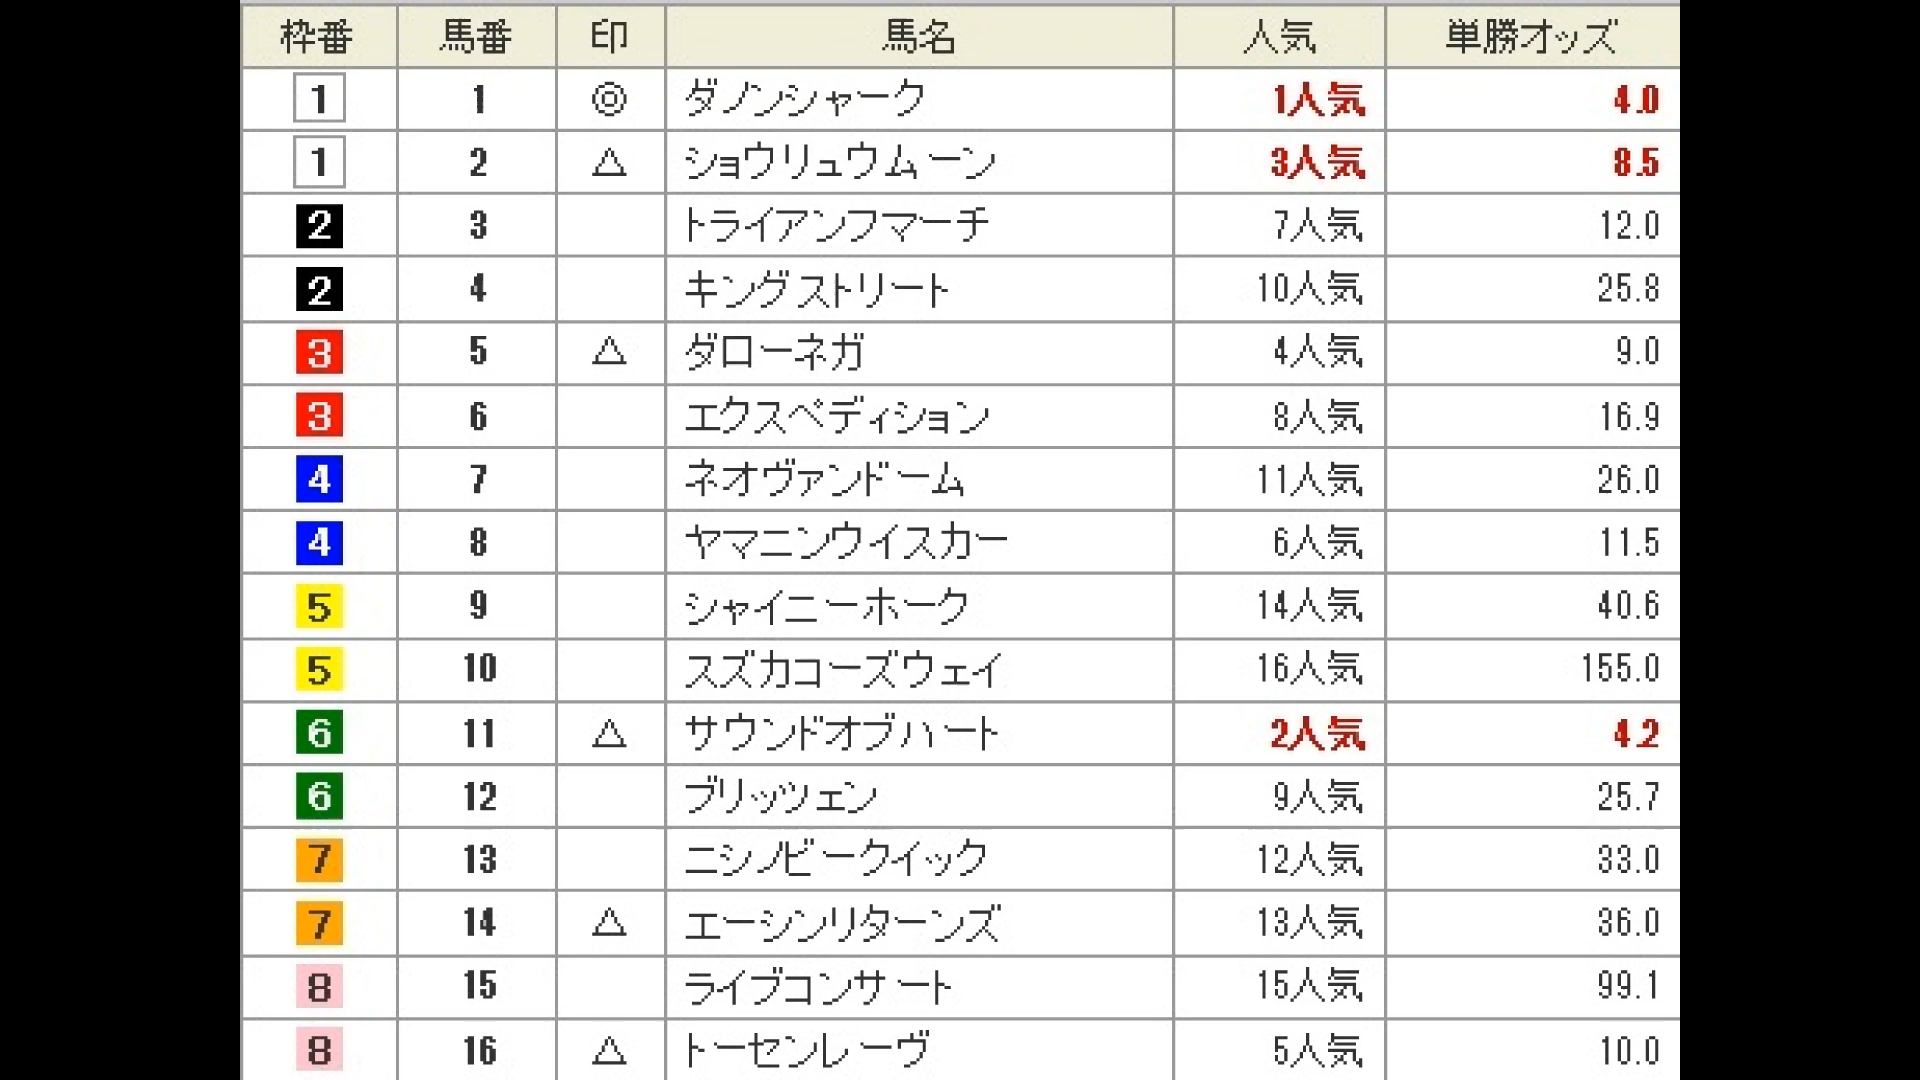 枠番 馬番 印 馬名 人気 単勝オッズ
1 1 ◎ ダノンシャーク 1人気 4.0
1 2 △ ショウリュウムーン 3人気 8.5
2 3 トライアンフマーチ 7人気 12.0
2 4 キングストリート 10人気 25.8
3 5 △ ダローネガ 4人気 9.0
3 6 エクスペディション 8人気 16.9
4 7 ネオヴァンドーム 11人気 26.0
4 8 ヤマニンウイスカー 6人気 11.5
5 9 シャイニーホーク 14人気 40.6
5 10 スズカコーズウェイ 16人気 155.0
6 11 △ サウンドオブハート 2人気 4.2
6 12 ブリッツェン 9人気 25.7
7 13 ニシノビークイック 12人気 33.0
7 14 △ エーシンリターンズ 13人気 36.0
8 15 ライブコンサート 15人気 99.1
8 16 △ トーセンレーヴ 5人気 10.0